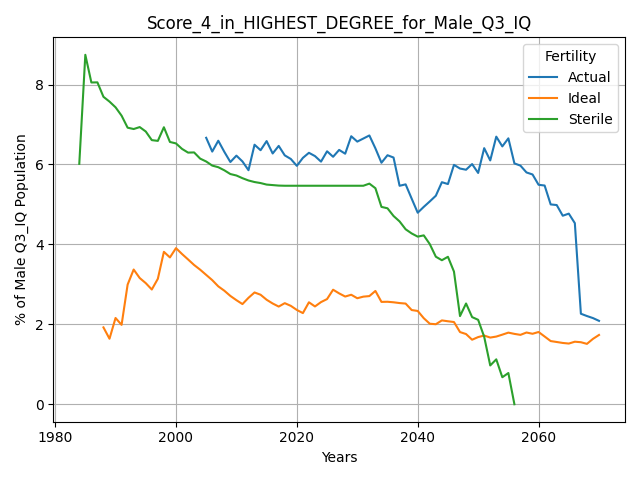 Score_4_in_HIGHEST_DEGREE_for_Male_Q3_IQ
Fertility
Actual
Ideal
Sterile
% of Male Q3_IQ Population
8
6
4
2
0
1980 2000 2020 2040 2060
Years